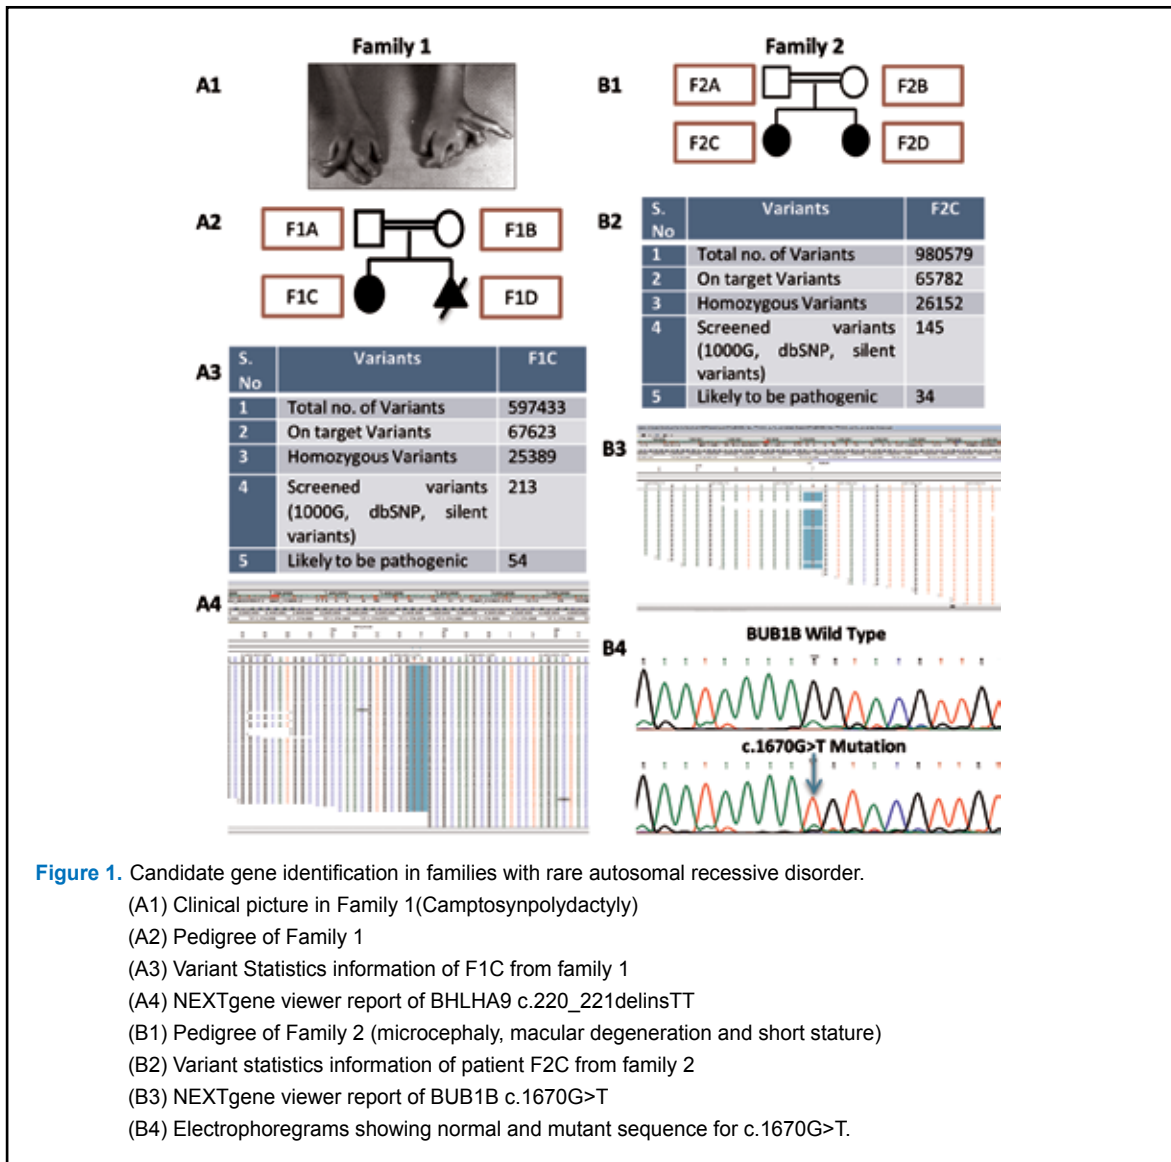 Family 1
A1
A2
F1A
F1B
F1C
F1D
A3
S. No Variants F1C
1 Total no. of Variants 597433
2 On target Variants 67623
3 Homozygous Variants 25389
4 Screened variants 213
(1000G, dbSNP, silent
variants)
5 Likely to be pathogenic 54
A4
Family 2
B1
F2A
F2B
F2C
F2D
B2
S. No Variants F2C
1 Total no. of Variants 980579
2 On target Variants 65782
3 Homozygous Variants 26152
4 Screened variants 145
(1000G, dbSNP, silent
variants)
5 Likely to be pathogenic 34
B3
B4
BUB1B Wild Type
c.1670G>T Mutation
Figure 1. Candidate gene identification in families with rare autosomal recessive disorder.
(A1) Clinical picture in Family 1(Camptosynpolydactyly)
(A2) Pedigree of Family 1
(A3) Variant Statistics information of F1C from family 1
(A4) NEXTgene viewer report of BHLHA9 c.220_221delinsTT
(B1) Pedigree of Family 2 (microcephaly, macular degeneration and short stature)
(B2) Variant statistics information of patient F2C from family 2
(B3) NEXTgene viewer report of BUB1B c.1670G>T
(B4) Electrophoregrams showing normal and mutant sequence for c.1670G>T.